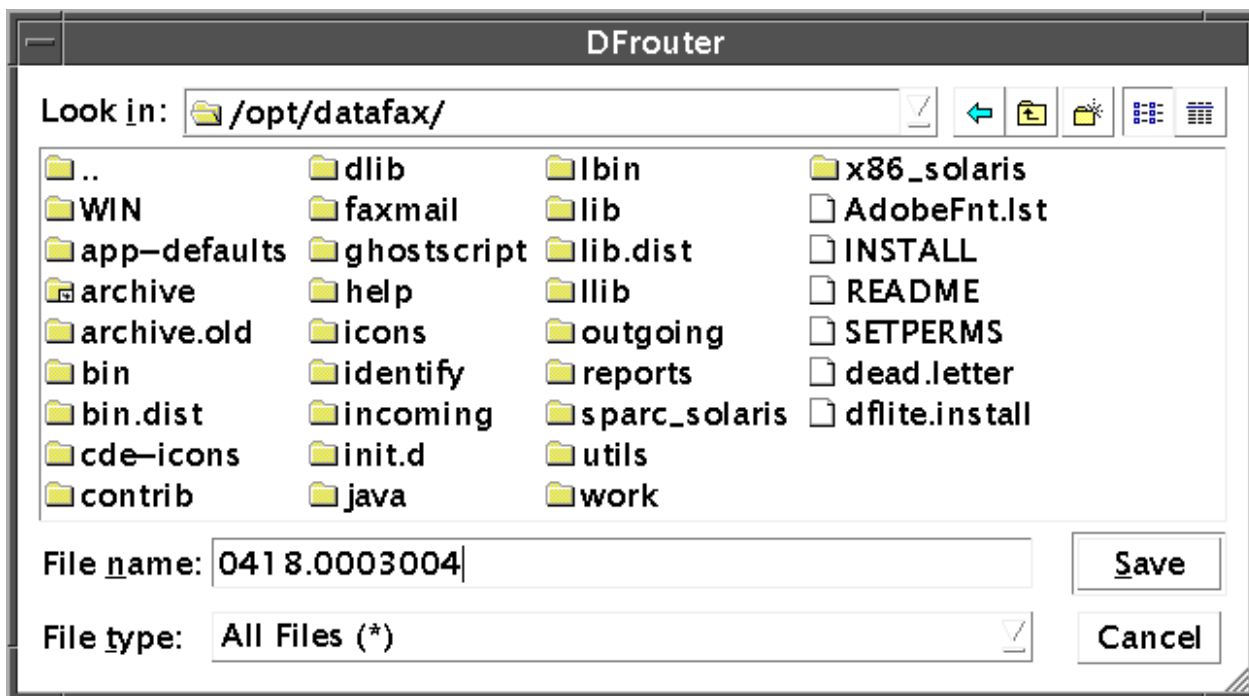 DFrouter
Look in: /opt/datafax/
.. dlib lbin x86_solaris
WIN faxmail lib AdobeFnt.lst
app-defaults ghostscript lib.dist INSTALL
archive help llib README
archive.old icons outgoing SETPERMS
bin identify reports dead.letter
bin.dist incoming sparc_solaris dflite.install
cde-icons init.d utils
contrib java work
File name: 0418.0003004 Save
File type: All Files (*) Cancel